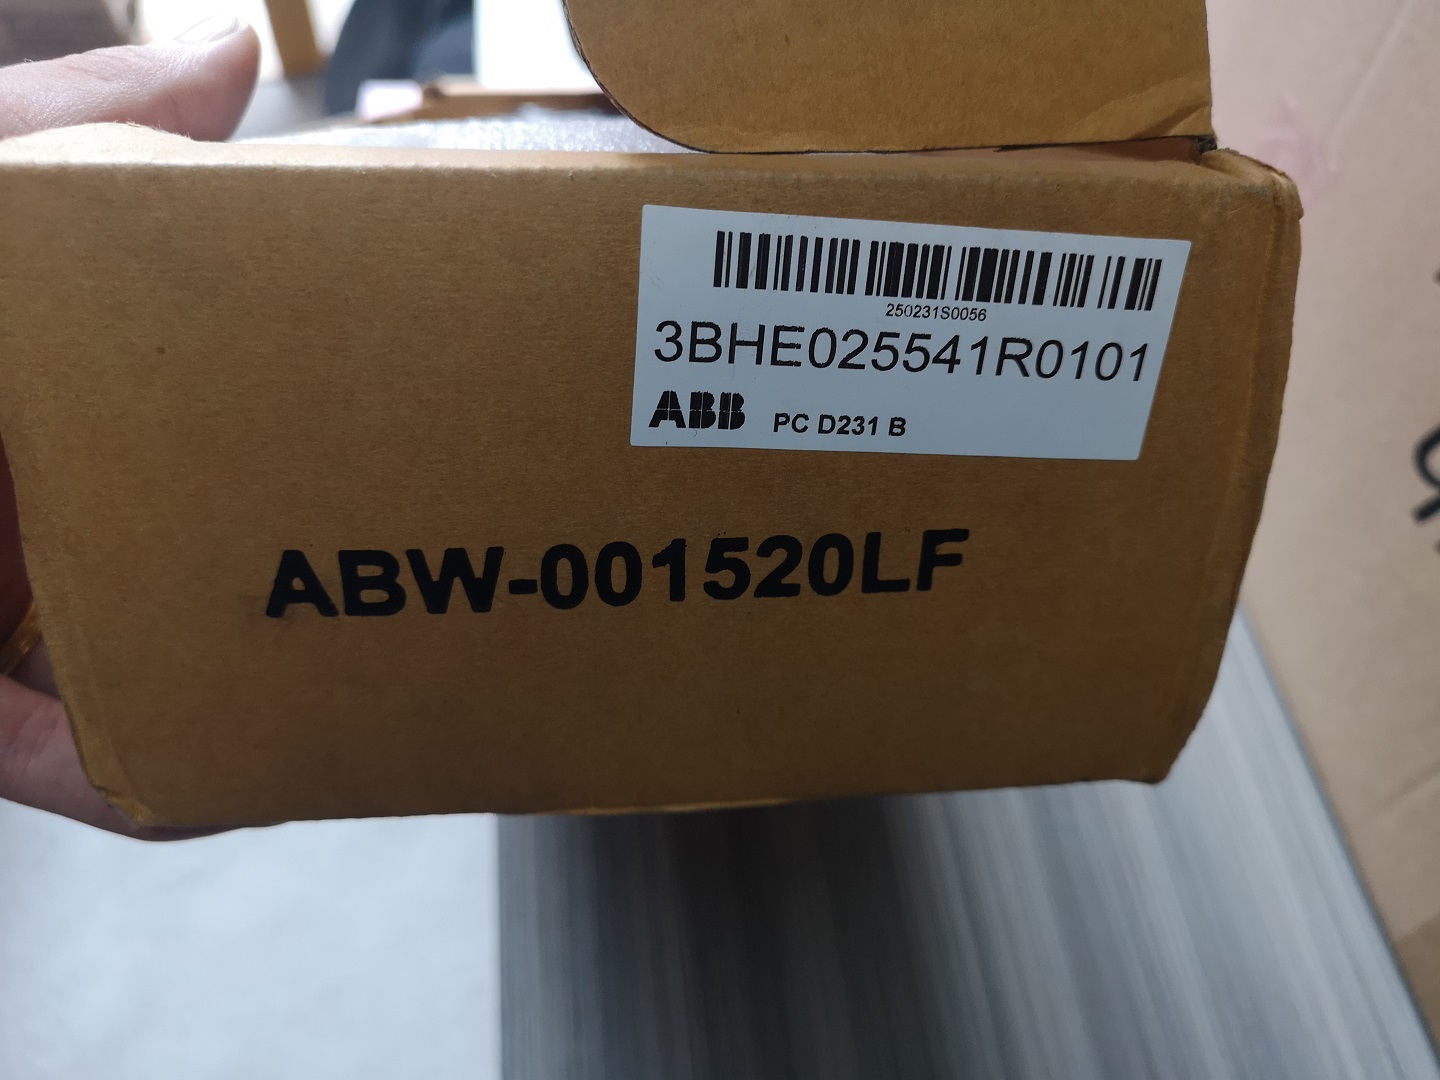 250231S0056
3BHE025541R0101
ABB PC D231 B
ABW-001520LF